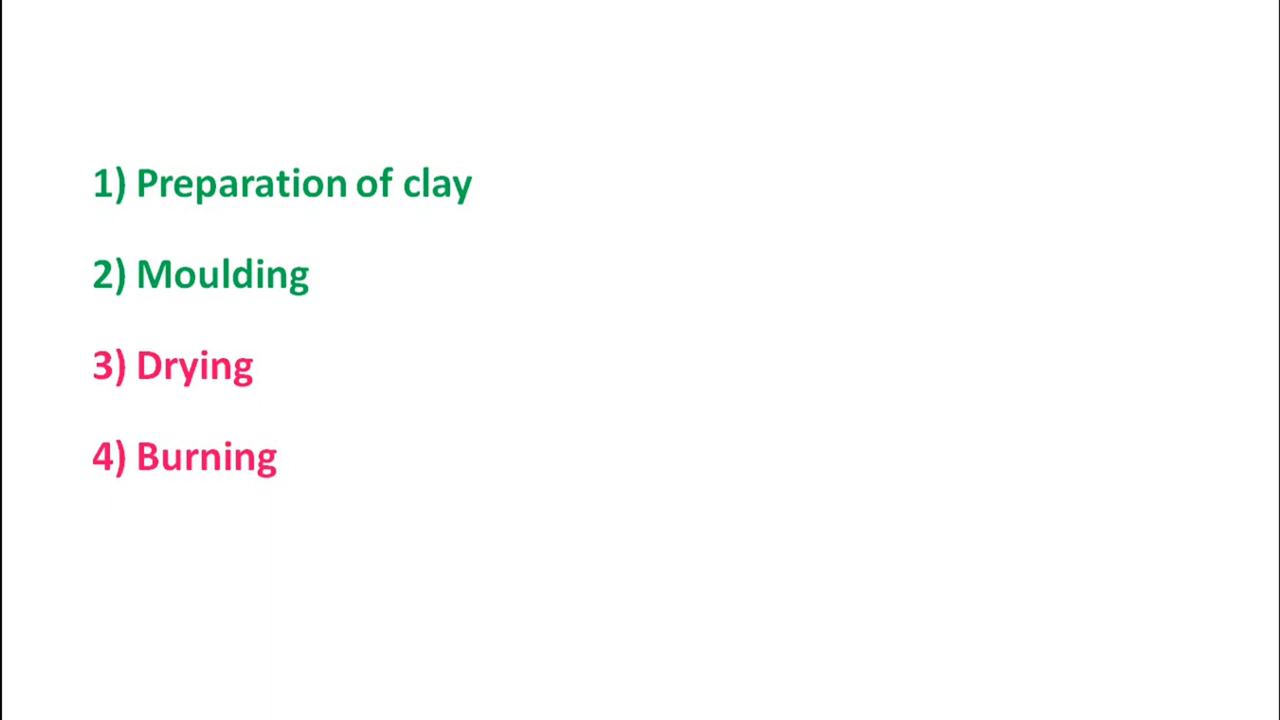 1) Preparation of clay
2) Moulding
3) Drying
4) Burning